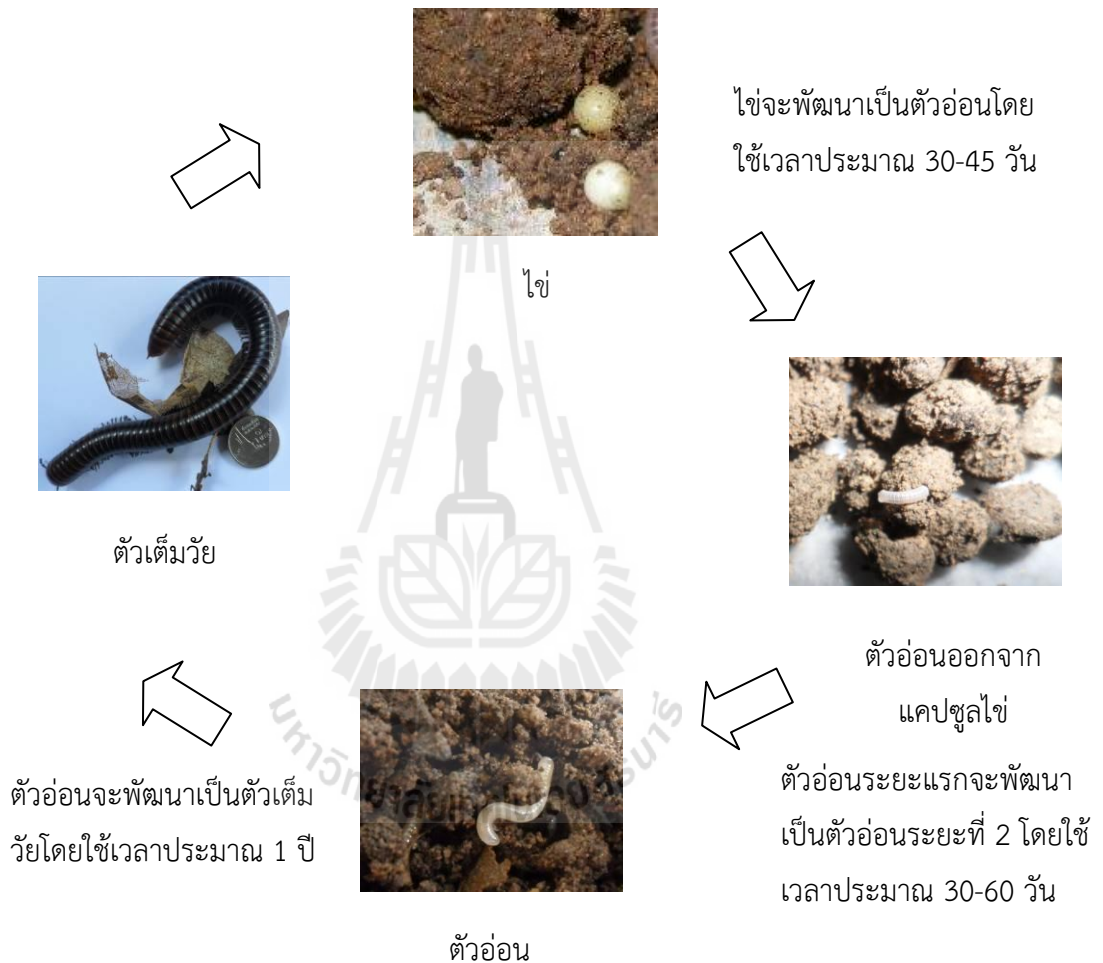 ไข่จะพัฒนาเป็นตัวอ่อนโดย
ใช้เวลาประมาณ 30-45 วัน
ไข่
ตัวเต็มวัย
ตัวอ่อนออกจาก
แคปซูลไข่
ตัวอ่อนระยะแรกจะพัฒนา
เป็นตัวอ่อนระยะที่ 2 โดยใช้
เวลาประมาณ 30-60 วัน
ตัวอ่อนจะพัฒนาเป็นตัวเต็ม
วัยโดยใช้เวลาประมาณ 1 ปี
ตัวอ่อน